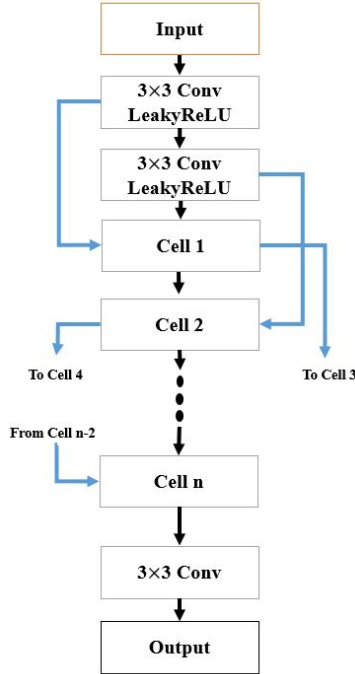 Input
3×3 Conv
LeakyReLU
3×3 Conv
LeakyReLU
Cell 1
Cell 2
To Cell 4
To Cell 3
From Cell n-2
Cell n
3×3 Conv
Output